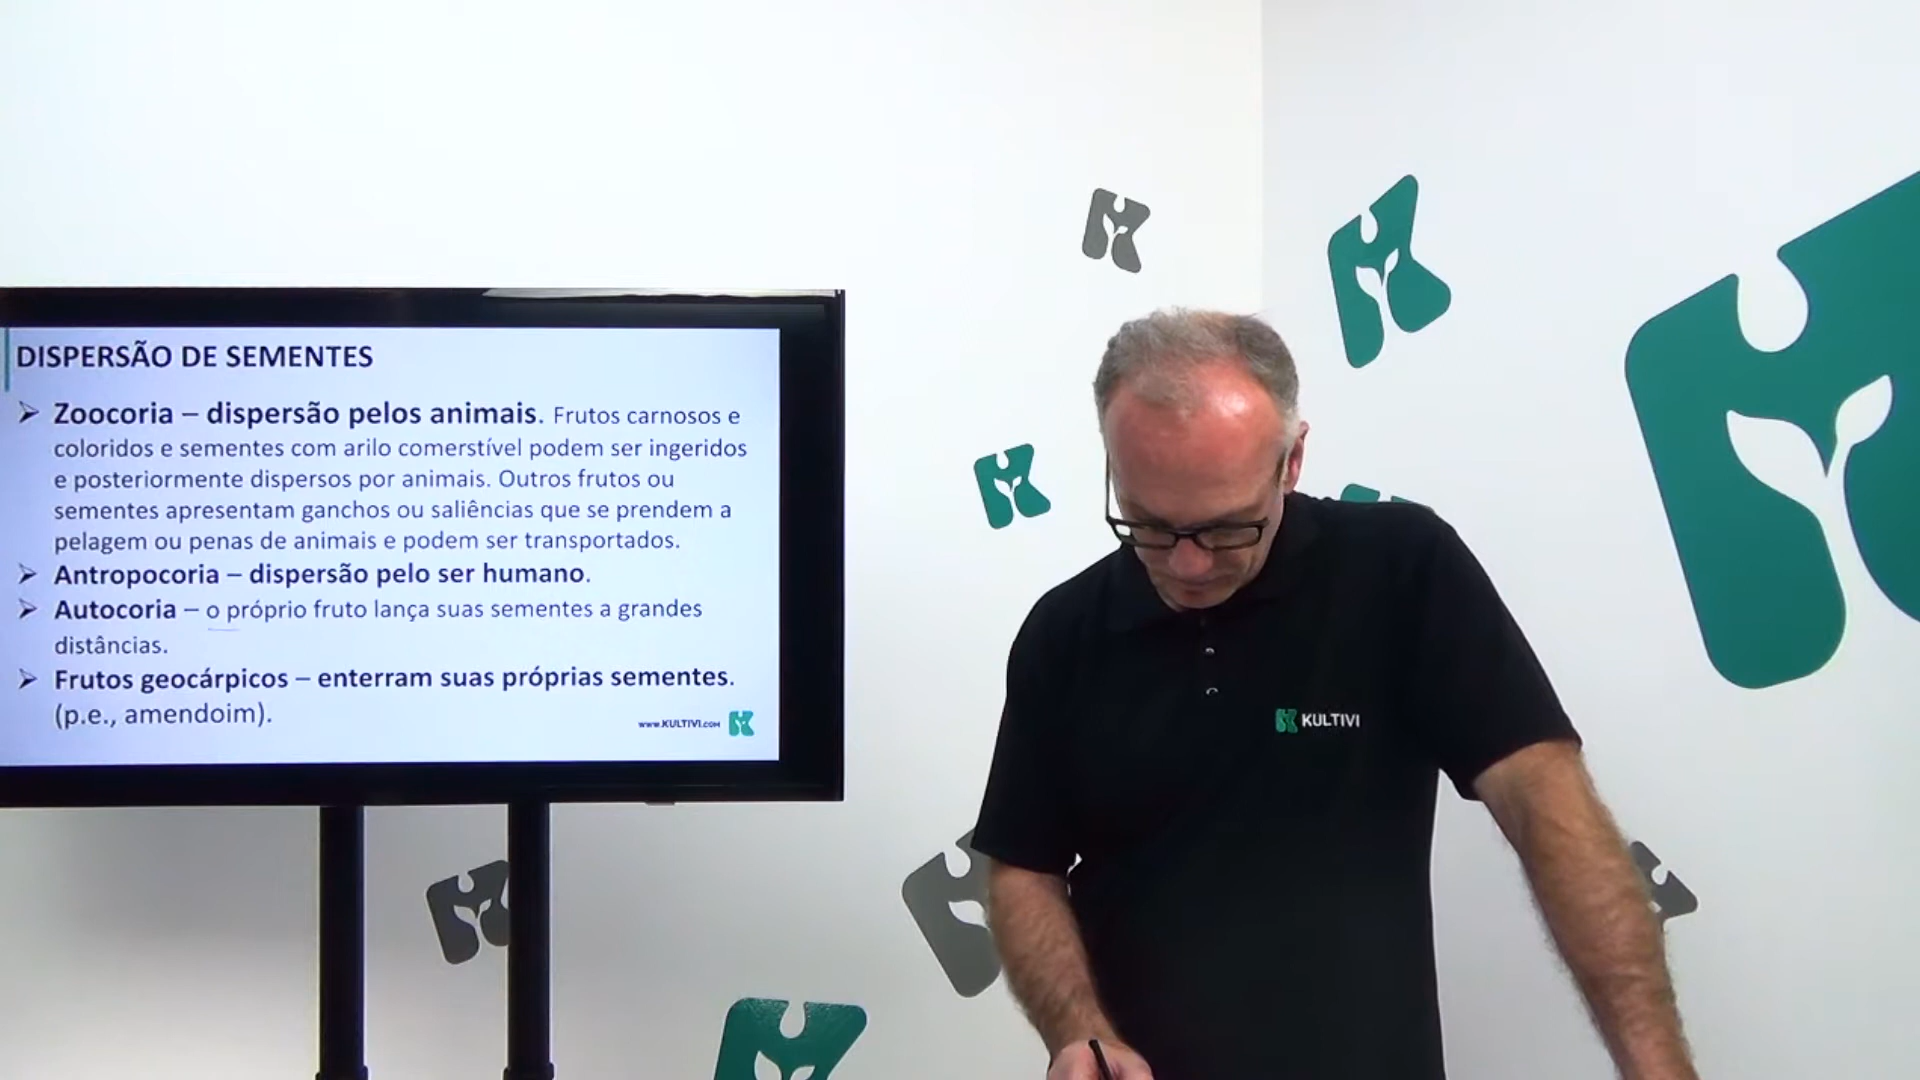 DISPERSÃO DE SEMENTES
➢ Zoocoria – dispersão pelos animais. Frutos carnosos e
coloridos e sementes com arilo comerstível podem ser ingeridos
e posteriormente dispersos por animais. Outros frutos ou
sementes apresentam ganchos ou saliências que se prendem a
pelagem ou penas de animais e podem ser transportados.
➢ Antropocoria – dispersão pelo ser humano.
➢ Autocoria – o próprio fruto lança suas sementes a grandes
distâncias.
➢ Frutos geocárpicos – enterram suas próprias sementes.
(p.e., amendoim).
www.KULTIVI.com
KULTIVI